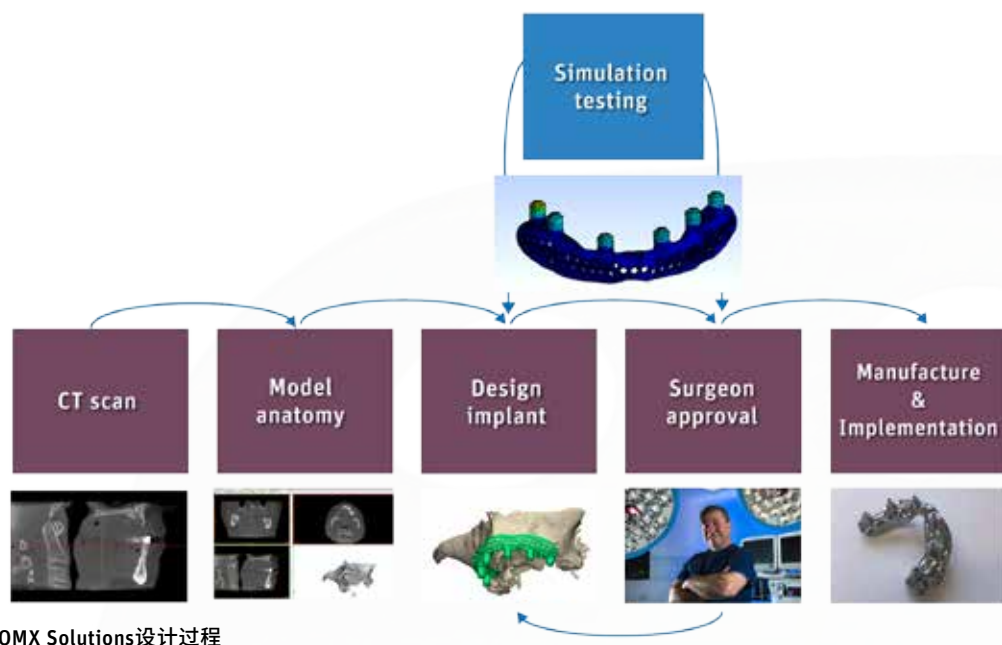 Simulation
testing
CT scan
Model
anatomy
Design
implant
Surgeon
approval
Manufacture
&
Implementation
OMX Solutions设计过程